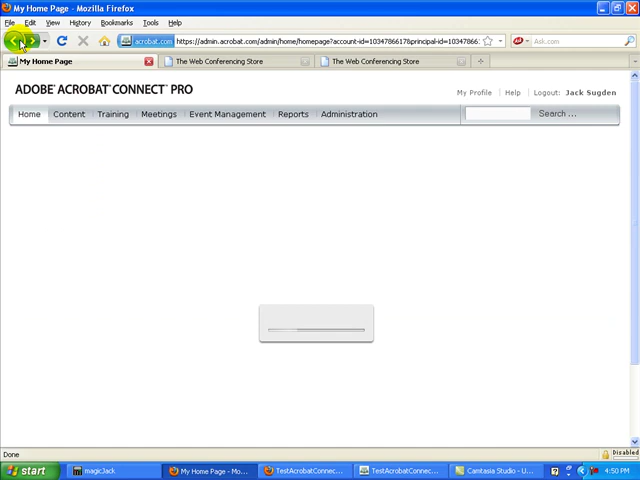 My Home Page - Mozilla Firefox
File Edit View History Bookmarks Tools Help
acrobat.com https://admin.acrobat.com/admin/home/homepage?account-id=1034786617&principal-id=103478661 Ask.com
My Home Page The Web Conferencing Store The Web Conferencing Store
ADOBE® ACROBAT® CONNECT™ PRO
My Profile Help Logout: Jack Sugden
Home Content Training Meetings Event Management Reports Administration Search ...
Done Disabled
start magicJack My Home Page - Mo... TestAcrobatConnec... TestAcrobatConnec... Camtasia Studio - U... 4:50 PM